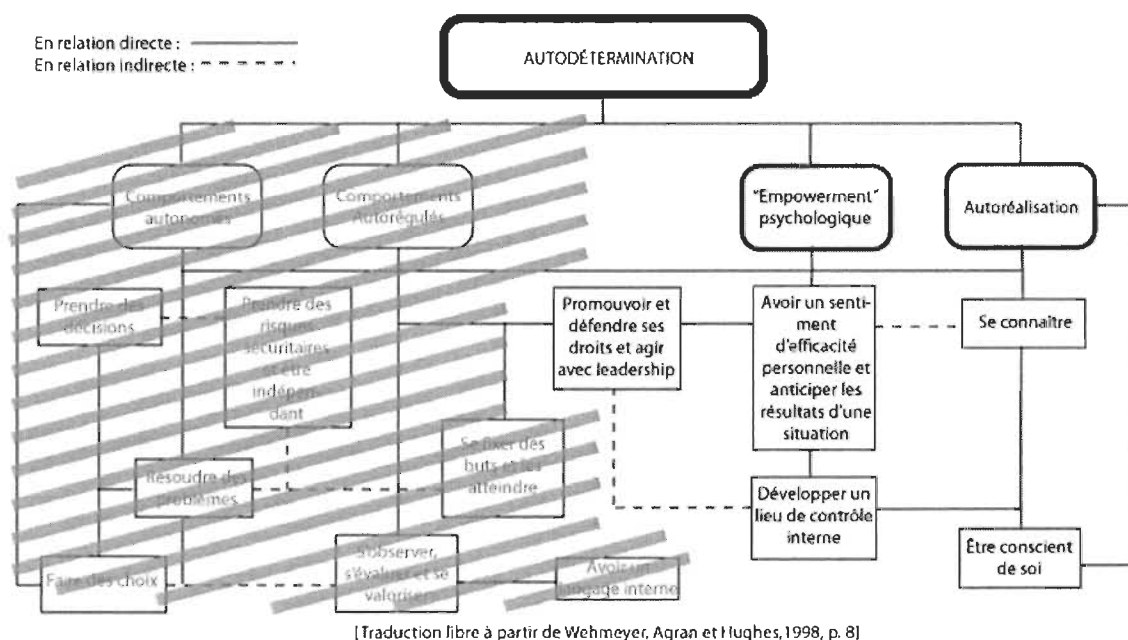 En relation directe :
En relation indirecte :
AUTODÉTERMINATION
Comportements
autonomes
Comportements
Autorégulés
"Empowerment"
psychologique
Autoréalisation
Prendre des
décisions
Prendre des
risques
sécuritaires
et être
indépen-
dant
Promouvoir et
défendre ses
droits et agir
avec leadership
Avoir un senti-
ment
d'efficacité
personnelle et
anticiper les
résultats d'une
situation
Se connaître
Se fixer des
buts et les
atteindre
Résoudre des
problèmes
Développer un
lieu de contrôle
interne
Faire des choix
S'observer,
s'évaluer et se
valoriser
Avoir un
langage interne
Être conscient
de soi
[Traduction libre à partir de Wehmeyer, Agran et Hughes, 1998, p. 8]